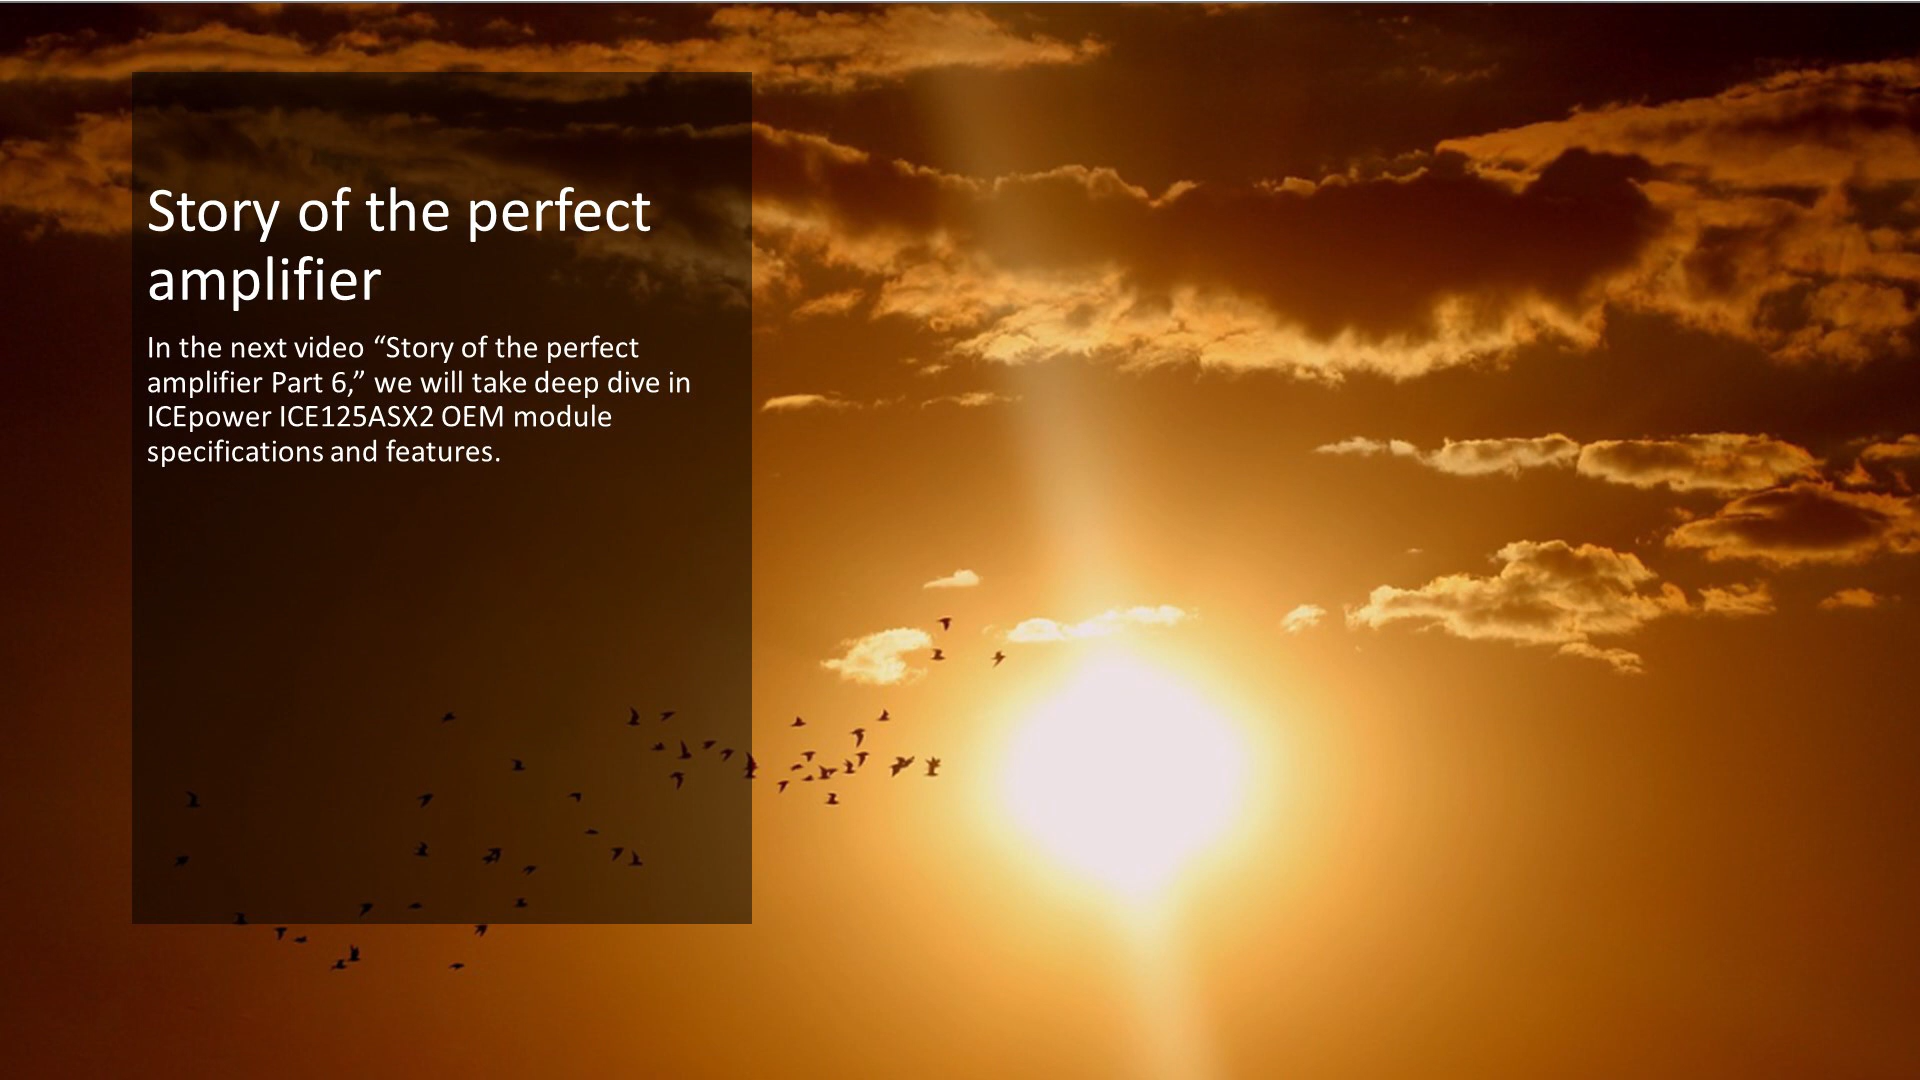 Story of the perfect
amplifier
In the next video “Story of the perfect
amplifier Part 6,” we will take deep dive in
ICEpower ICE125ASX2 OEM module
specifications and features.